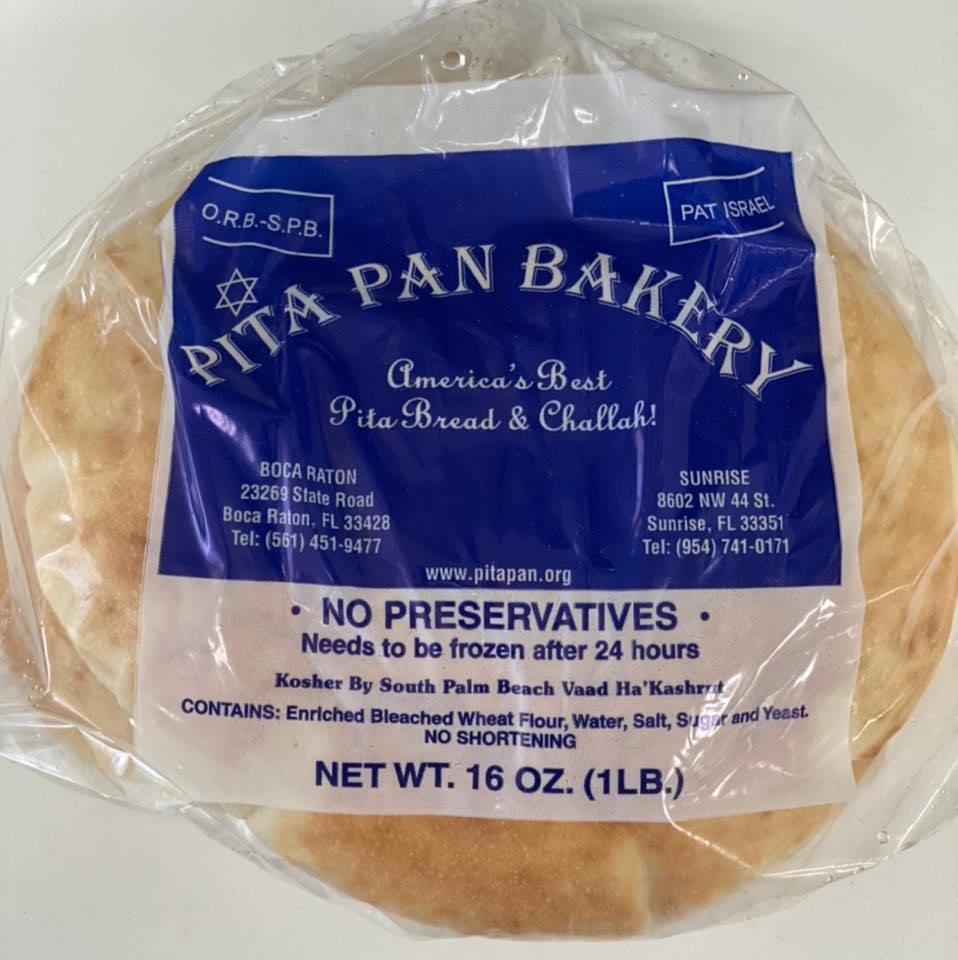 O.R.B.-S.P.B.
PAT ISRAEL
PITA PAN BAKERY
America's Best
Pita Bread & Challah!
BOCA RATON
23269 State Road
Boca Raton, FL 33428
Tel: (561) 451-9477
SUNRISE
8602 NW 44 St.
Sunrise, FL 33351
Tel: (954) 741-0171
www.pitapan.org
• NO PRESERVATIVES •
Needs to be frozen after 24 hours
Kosher By South Palm Beach Vaad Ha'Kashrut
CONTAINS: Enriched Bleached Wheat Flour, Water, Salt, Sugar and Yeast.
NO SHORTENING
NET WT. 16 OZ. (1LB.)